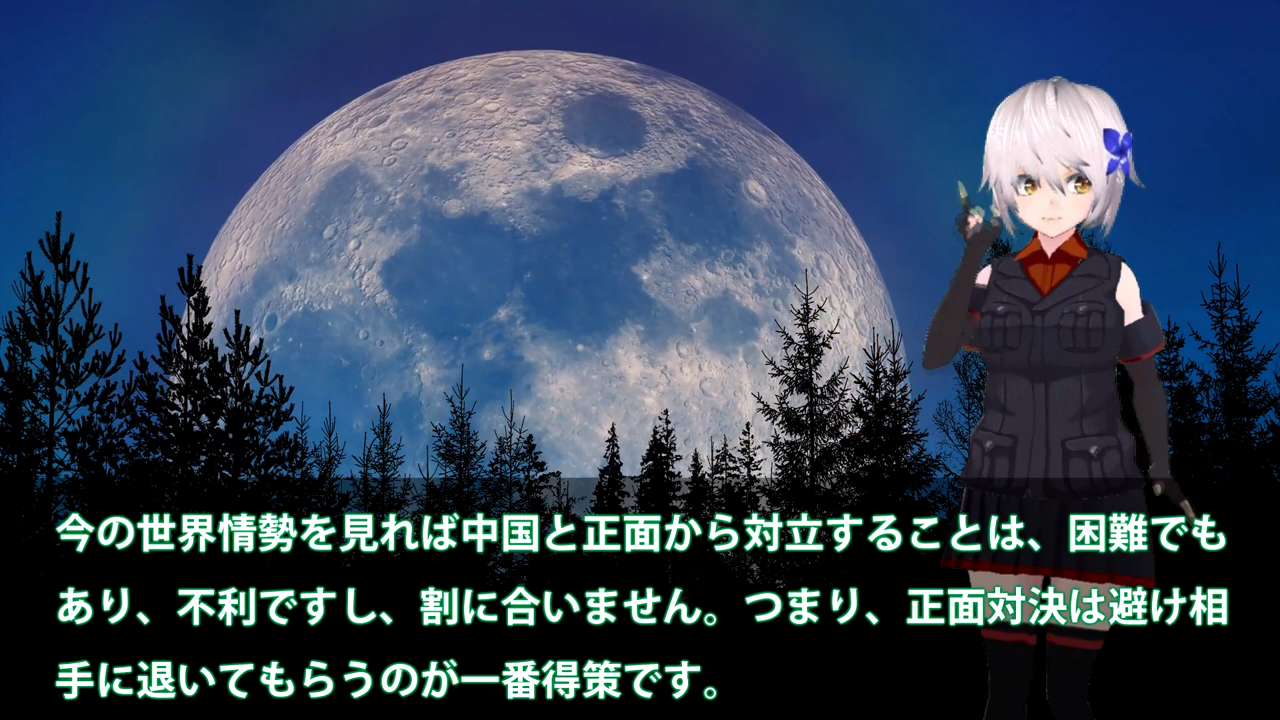 今の世界情勢を見れば中国と正面から対立することは、困難でも
あり、不利ですし、割に合いません。つまり、正面対決は避け相
手に退いてもらうのが一番得策です。